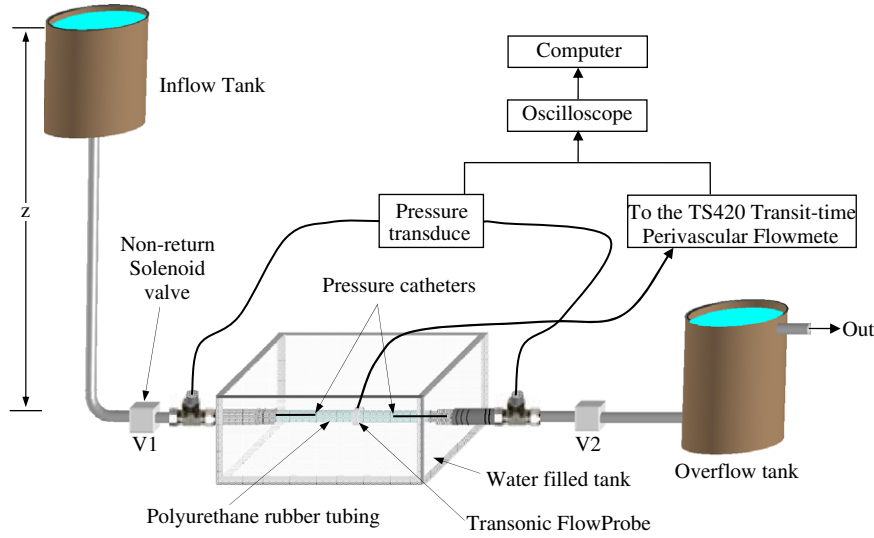 Computer
Inflow Tank
Oscilloscope
z
Pressure
transduce
To the TS420 Transit-time
Perivascular Flowmete
Non-return
Solenoid
valve
Pressure catheters
Out
V1
V2
Water filled tank
Overflow tank
Polyurethane rubber tubing
Transonic FlowProbe